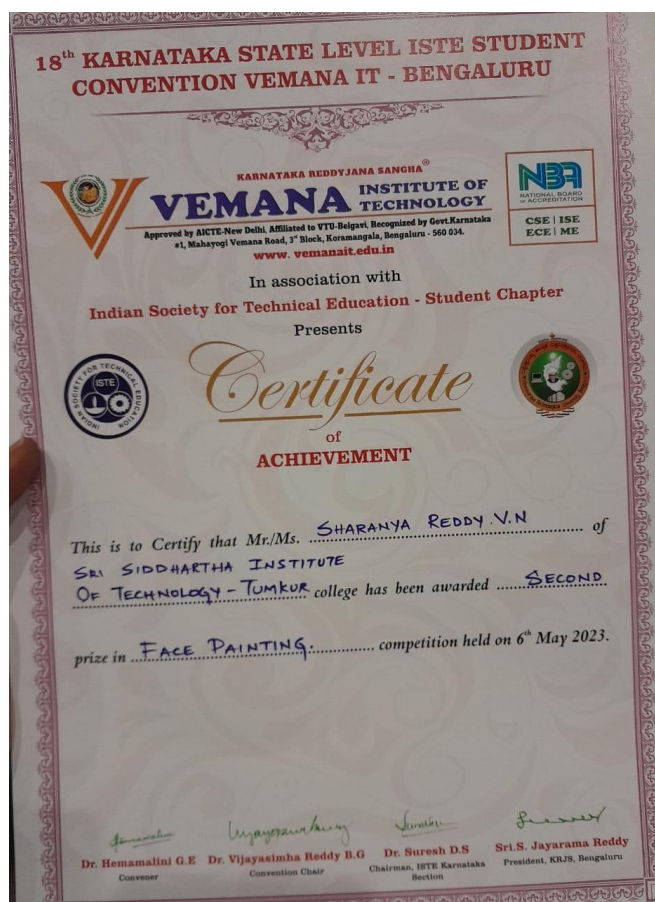 18th KARNATAKA STATE LEVEL ISTE STUDENT
CONVENTION VEMANA IT - BENGALURU
KARNATAKA REDDYJANA SANGHA®
VEMANA INSTITUTE OF TECHNOLOGY
Approved by AICTE-New Delhi, Affiliated to VTU-Belgavi, Recognized by Govt.Karnataka
#1, Mahayogi Vemana Road, 3rd Block, Koramangala, Bengaluru - 560 034.
www. vemanait.edu.in
NBA
NATIONAL BOARD
OF ACCREDITATION
CSE | ISE
ECE | ME
In association with
Indian Society for Technical Education - Student Chapter
Presents
INDIAN SOCIETY FOR TECHNICAL EDUCATION
ISTE
Certificate
of
ACHIEVEMENT
This is to Certify that Mr./Ms. SHARANYA REDDY.V.N of
SRI SIDDHARTHA INSTITUTE
OF TECHNOLOGY - TUMKUR college has been awarded SECOND
prize in FACE PAINTING. competition held on 6th May 2023.
Dr. Hemamalini G.E
Convener
Dr. Vijayasimha Reddy B.G
Convention Chair
Dr. Suresh D.S
Chairman, ISTE Karnataka
Section
Sri.S. Jayarama Reddy
President, KRJS, Bengaluru